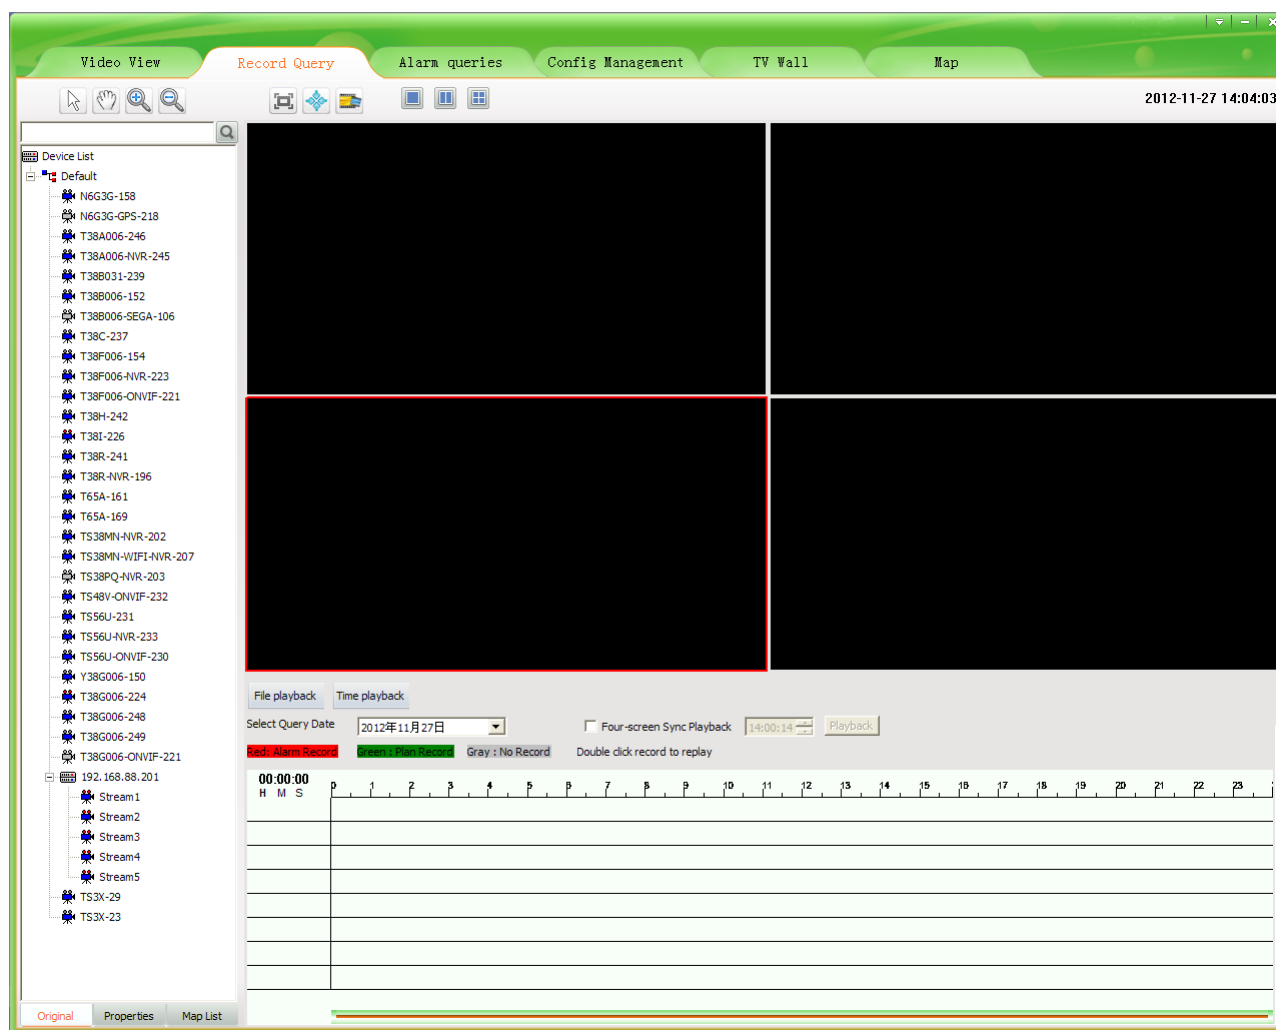 Video View
Record Query
Alarm queries
Config Management
TV Wall
Map
2012-11-27 14:04:03
Device List
Default
N6G3G-158
N6G3G-GPS-218
T38A006-246
T38A006-NVR-245
T38B031-239
T38B006-152
T38B006-SEGA-106
T38C-237
T38F006-154
T38F006-NVR-223
T38F006-ONVIF-221
T38H-242
T38I-226
T38R-241
T38R-NVR-196
T65A-161
T65A-169
TS38MN-NVR-202
TS38MN-WIFI-NVR-207
TS38PQ-NVR-203
TS48V-ONVIF-232
TS56U-231
TS56U-NVR-233
TS56U-ONVIF-230
Y38G006-150
T38G006-224
T38G006-248
T38G006-249
T38G006-ONVIF-221
192.168.88.201
Stream1
Stream2
Stream3
Stream4
Stream5
TS3X-29
TS3X-23
Original
Properties
Map List
File playback
Time playback
Select Query Date
2012年11月27日
Four-screen Sync Playback
14:00:14
Playback
Red: Alarm Record
Green : Plan Record
Gray : No Record
Double click record to replay
00:00:00
H M S
0 1 2 3 4 5 6 7 8 9 10 11 12 13 14 15 16 17 18 19 20 21 22 23